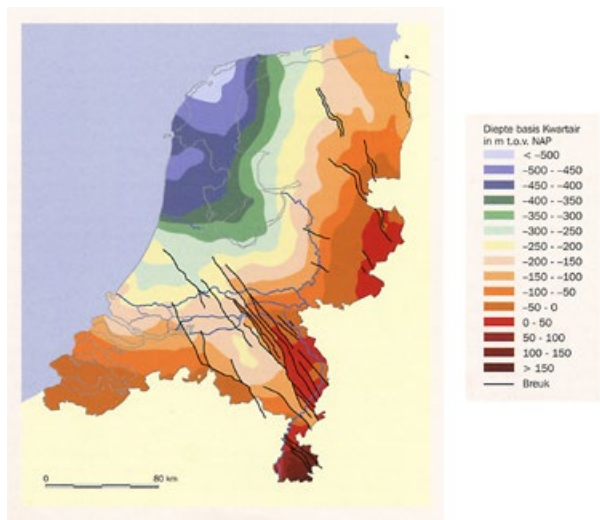 Diepte basis Kwartair
in m t.o.v. NAP
< –500
–500 - –450
–450 - –400
–400 - –350
–350 - –300
–300 - –250
–250 - –200
–200 - –150
–150 - –100
–100 - –50
–50 - 0
0 - 50
50 - 100
100 - 150
> 150
Breuk
0 80 km